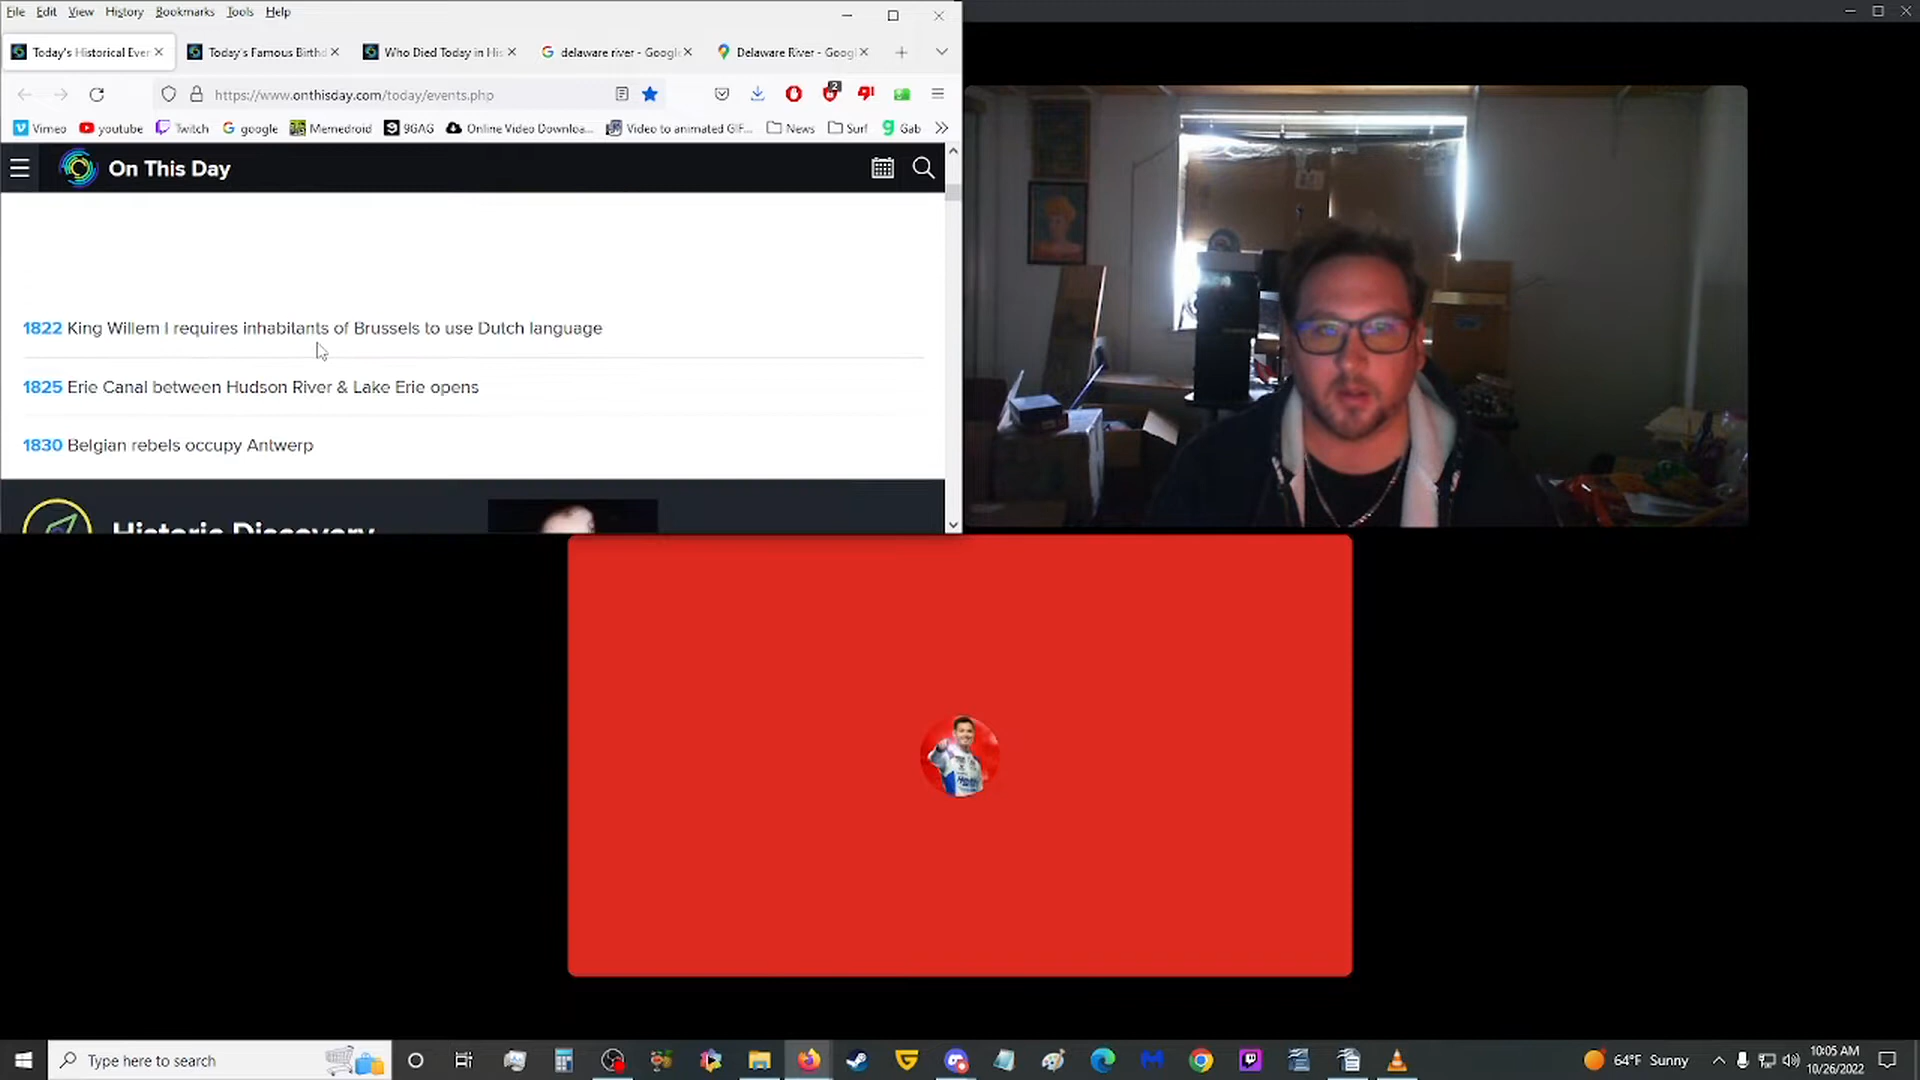 File Edit View History Bookmarks Tools Help
Today's Historical Ever Today's Famous Birthd Who Died Today in His delaware river - Google Delaware River - Googl
https://www.onthisday.com/today/events.php
2
Vimeo youtube Twitch google Memedroid 9GAG Online Video Downloa... Video to animated GIF... News Surf Gab
On This Day
1822 King Willem I requires inhabitants of Brussels to use Dutch language
1825 Erie Canal between Hudson River & Lake Erie opens
1830 Belgian rebels occupy Antwerp
Historic Discovery
Type here to search
64°F Sunny
10:05 AM
10/26/2022